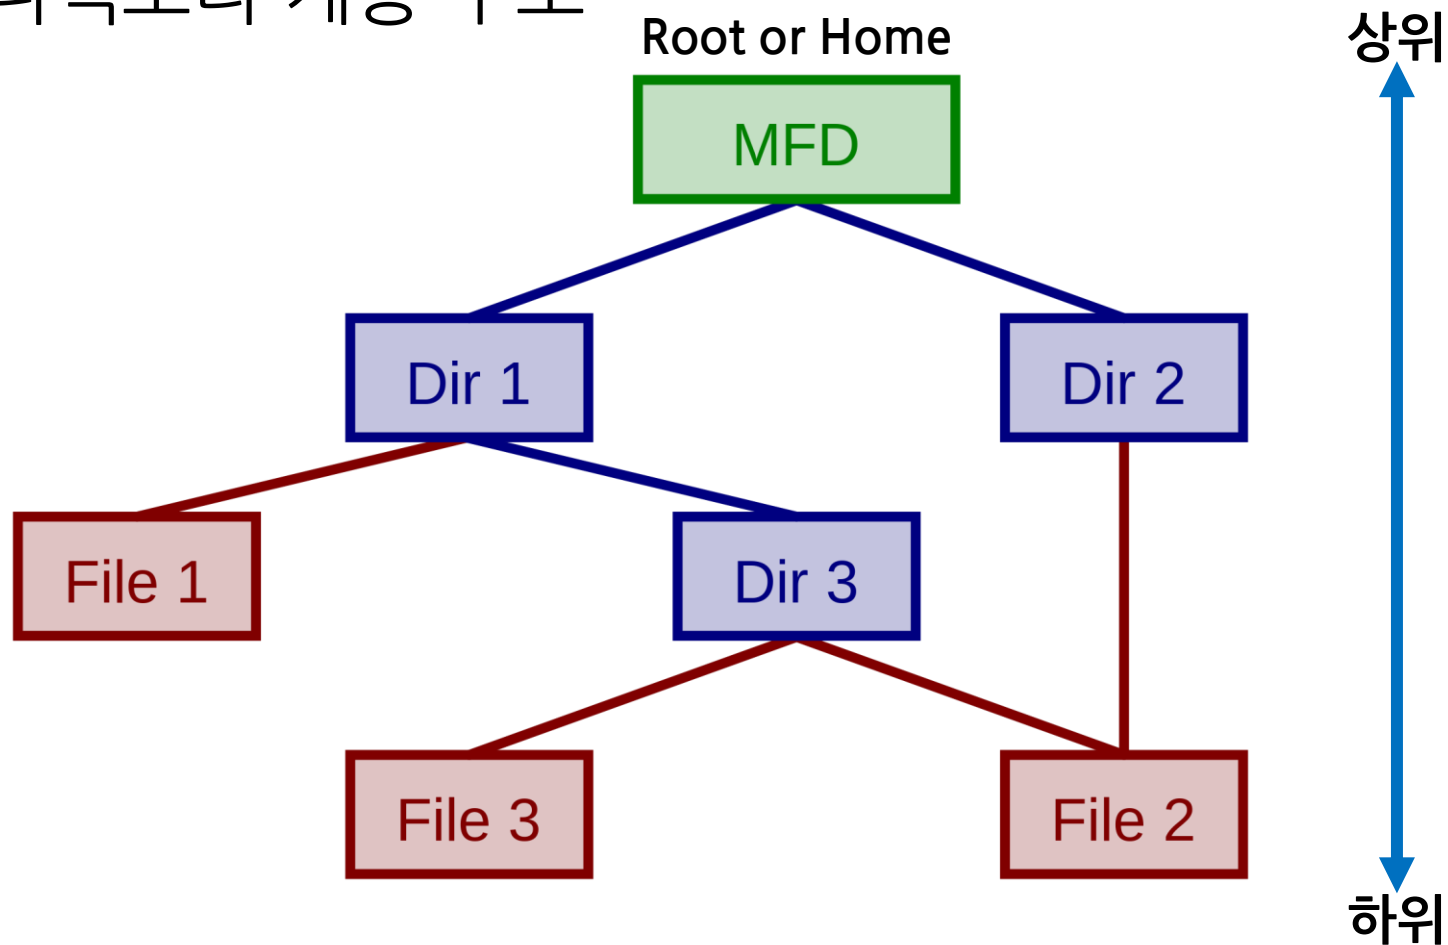 Root or Home
상위
MFD
Dir 1
Dir 2
File 1
Dir 3
File 3
File 2
하위